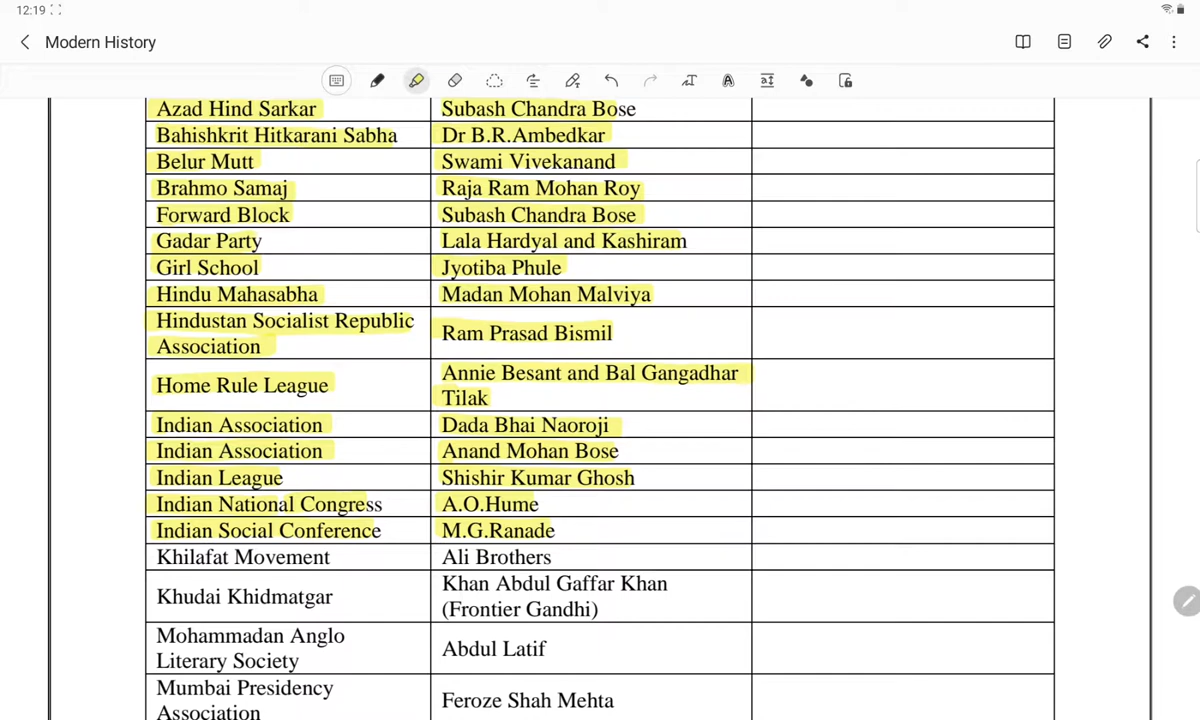 12:19
Modern History
Azad Hind Sarkar Subash Chandra Bose
Bahishkrit Hitkarani Sabha Dr B.R.Ambedkar
Belur Mutt Swami Vivekanand
Brahmo Samaj Raja Ram Mohan Roy
Forward Block Subash Chandra Bose
Gadar Party Lala Hardyal and Kashiram
Girl School Jyotiba Phule
Hindu Mahasabha Madan Mohan Malviya
Hindustan Socialist Republic
Association
Ram Prasad Bismil
Home Rule League
Annie Besant and Bal Gangadhar
Tilak
Indian Association Dada Bhai Naoroji
Indian Association Anand Mohan Bose
Indian League Shishir Kumar Ghosh
Indian National Congress A.O.Hume
Indian Social Conference M.G.Ranade
Khilafat Movement Ali Brothers
Khudai Khidmatgar
Khan Abdul Gaffar Khan
(Frontier Gandhi)
Mohammadan Anglo
Literary Society
Abdul Latif
Mumbai Presidency
Association
Feroze Shah Mehta